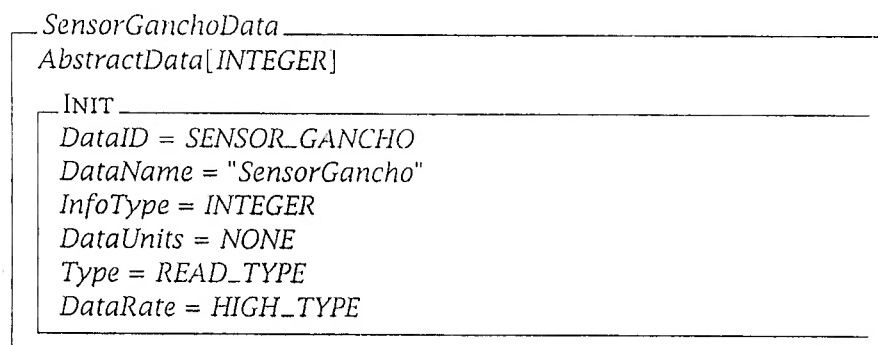 SensorGanchoData
AbstractData[INTEGER]
INIT
DataID = SENSOR_GANCHO
DataName = "SensorGancho"
InfoType = INTEGER
DataUnits = NONE
Type = READ_TYPE
DataRate = HIGH_TYPE